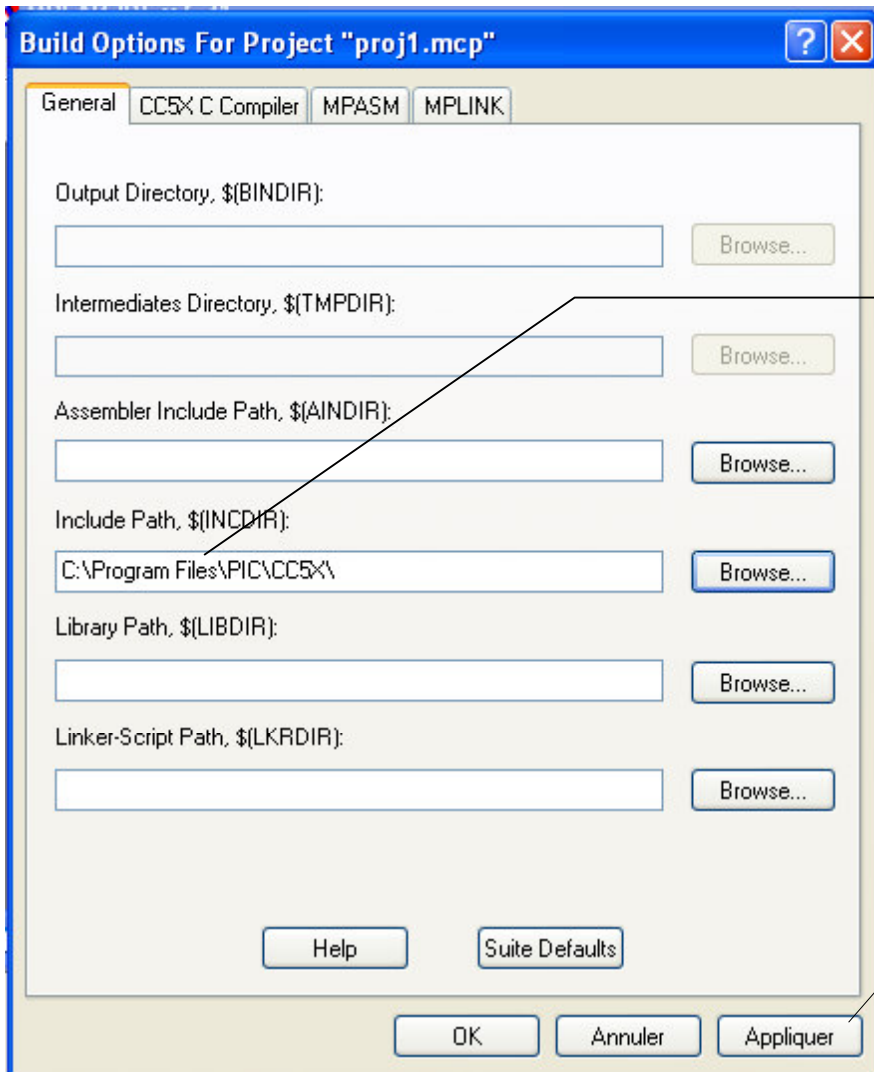 Build Options For Project "proj1.mcp"
General CC5X C Compiler MPASM MPLINK
Output Directory, $(BINDIR):
Browse...
Intermediates Directory, $(TMPDIR):
Browse...
Assembler Include Path, $(AINDIR):
Browse...
Include Path, $(INCDIR):
C:\Program Files\PIC\CC5X\ Browse...
Library Path, $(LIBDIR):
Browse...
Linker-Script Path, $(LKRDIR):
Browse...
Help Suite Defaults
OK Annuler Appliquer